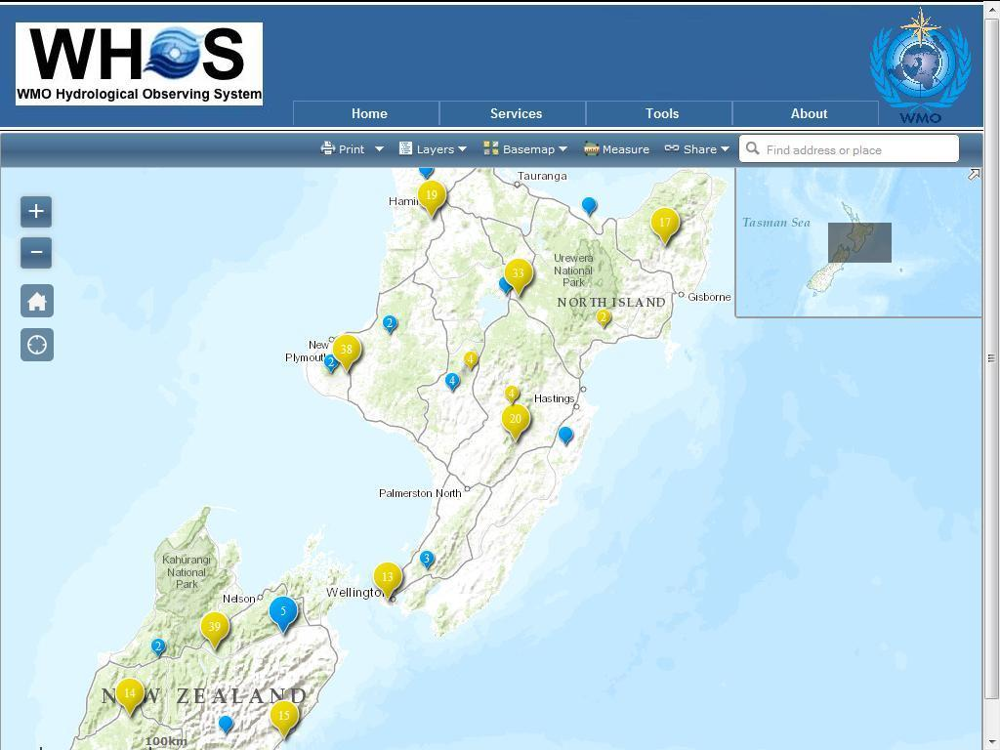 WHOS
WMO Hydrological Observing System
WMO
Home
Services
Tools
About
Print
Layers
Basemap
Measure
Share
Find address or place
+
−
Tauranga
19
17
Tasman Sea
Urewera
National
Park
33
NORTH ISLAND
Gisborne
2
2
New
Plymouth
38
2
4
4
4
Hastings
20
Palmerston North
3
Kahurangi
National
Park
13
Wellington
Nelson
5
39
2
14
NEW ZEALAND
15
100km